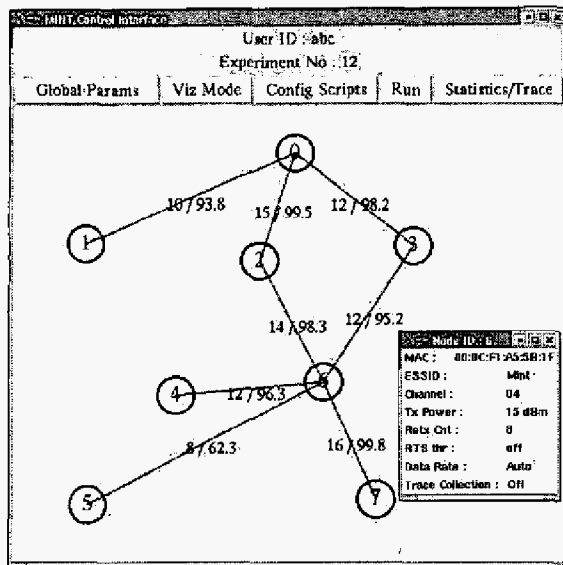 MINT Control Interface
User ID : abc
Experiment No : 12
Global Params Viz Mode Config Scripts Run Statistics/Trace
0
10 / 93.8 15 / 99.5 12 / 98.2
1 2 3
14 / 98.3 12 / 95.2
6
4 12 / 96.3
8 / 62.3 16 / 99.8
5 7
Node ID : 6
MAC :
ESSID : Mint
Channel : 04
Tx Power : 15 dBm
Retx Cnt : 8
RTS thr : off
Data Rate : Auto
Trace Collection : Off